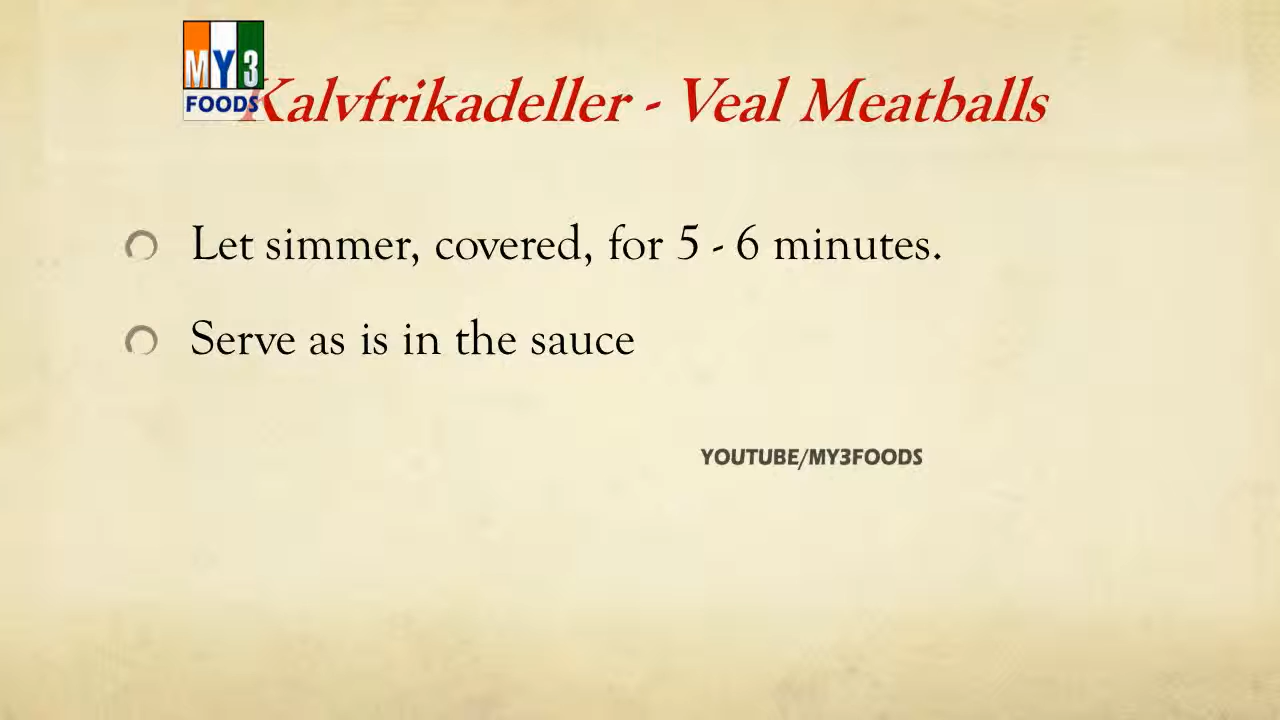 MY3
FOODS
Kalvfrikadeller - Veal Meatballs
Let simmer, covered, for 5 - 6 minutes.
Serve as is in the sauce
YOUTUBE/MY3FOODS